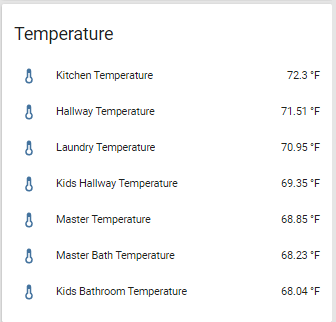 Temperature
Kitchen Temperature 72.3 °F
Hallway Temperature 71.51 °F
Laundry Temperature 70.95 °F
Kids Hallway Temperature 69.35 °F
Master Temperature 68.85 °F
Master Bath Temperature 68.23 °F
Kids Bathroom Temperature 68.04 °F